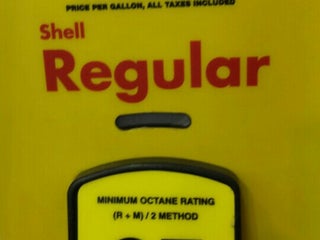 PRICE PER GALLON, ALL TAXES INCLUDED
Shell
Regular
MINIMUM OCTANE RATING
(R + M) / 2 METHOD